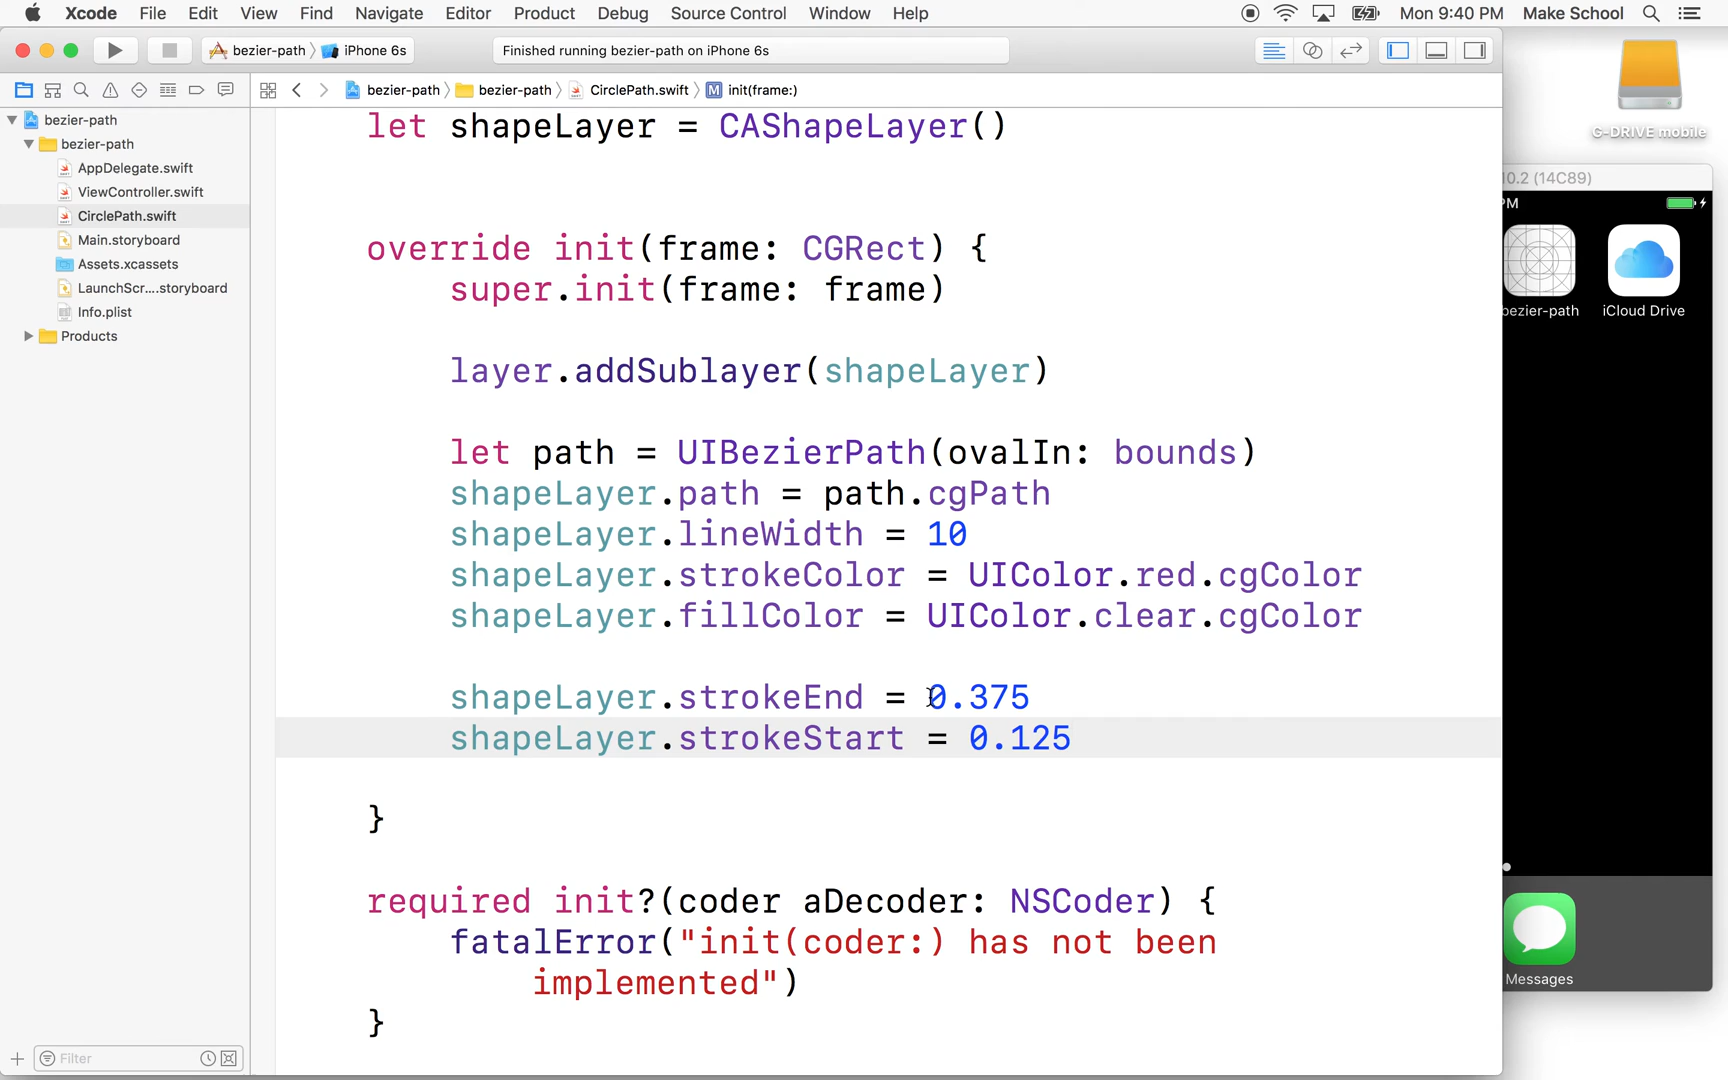 Xcode File Edit View Find Navigate Editor Product Debug Source Control Window Help Mon 9:40 PM Make School
bezier-path iPhone 6s Finished running bezier-path on iPhone 6s
bezier-path bezier-path CirclePath.swift M init(frame:)
bezier-path
bezier-path
AppDelegate.swift
ViewController.swift
CirclePath.swift
Main.storyboard
Assets.xcassets
LaunchScr....storyboard
Info.plist
Products
Filter
let shapeLayer = CAShapeLayer()
override init(frame: CGRect) {
super.init(frame: frame)
layer.addSublayer(shapeLayer)
let path = UIBezierPath(ovalIn: bounds)
shapeLayer.path = path.cgPath
shapeLayer.lineWidth = 10
shapeLayer.strokeColor = UIColor.red.cgColor
shapeLayer.fillColor = UIColor.clear.cgColor
shapeLayer.strokeEnd = 0.375
shapeLayer.strokeStart = 0.125
}
required init?(coder aDecoder: NSCoder) {
fatalError("init(coder:) has not been
implemented")
}
G-DRIVE mobile
10.2 (14C89)
PM
bezier-path iCloud Drive
Messages